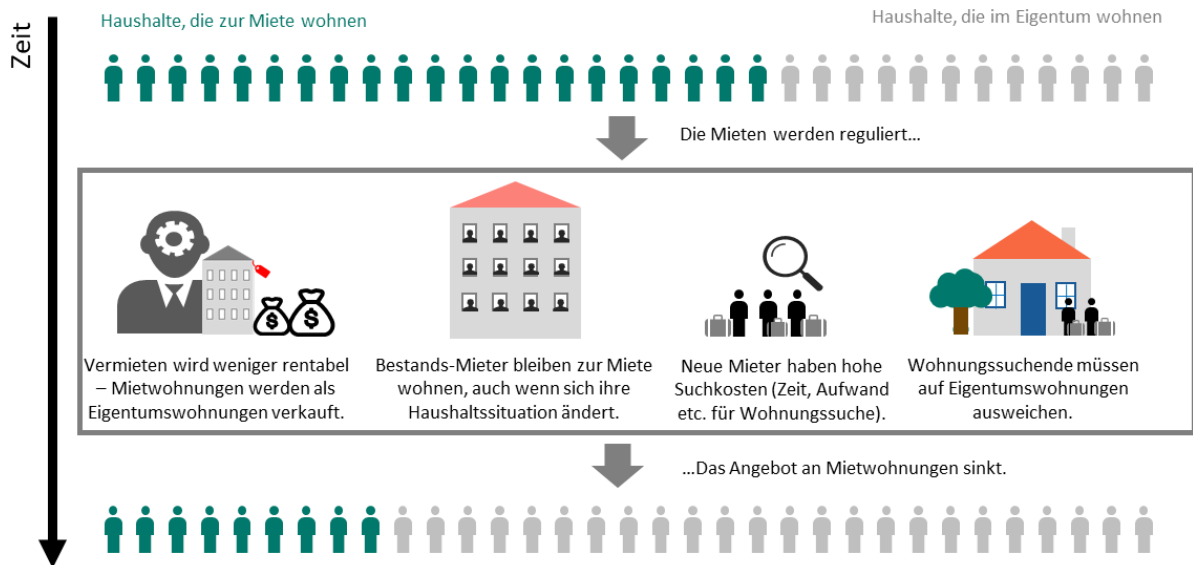 Zeit
Haushalte, die zur Miete wohnen
Haushalte, die im Eigentum wohnen
Die Mieten werden reguliert…
$
$
Vermieten wird weniger rentabel
– Mietwohnungen werden als
Eigentumswohnungen verkauft.
Bestands-Mieter bleiben zur Miete
wohnen, auch wenn sich ihre
Haushaltssituation ändert.
Neue Mieter haben hohe
Suchkosten (Zeit, Aufwand
etc. für Wohnungssuche).
Wohnungssuchende müssen
auf Eigentumswohnungen
ausweichen.
…Das Angebot an Mietwohnungen sinkt.